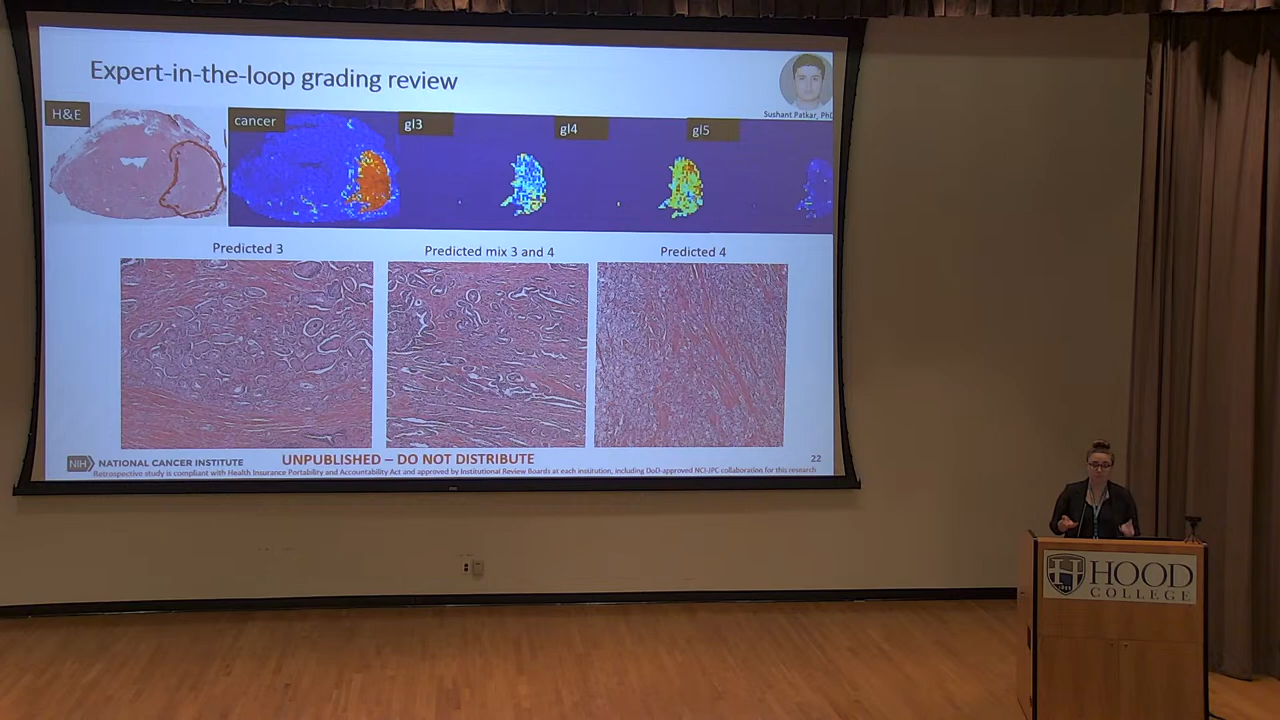 Expert-in-the-loop grading review
Sushant Patkar, PhD
H&E
cancer
gl3
gl4
gl5
Predicted 3
Predicted mix 3 and 4
Predicted 4
NIH
NATIONAL CANCER INSTITUTE
UNPUBLISHED – DO NOT DISTRIBUTE
22
Retrospective study is compliant with Health Insurance Portability and Accountability Act and approved by Institutional Review Boards at each institution, including DoD-approved NCI-JPC collaboration for this research
HOOD
COLLEGE